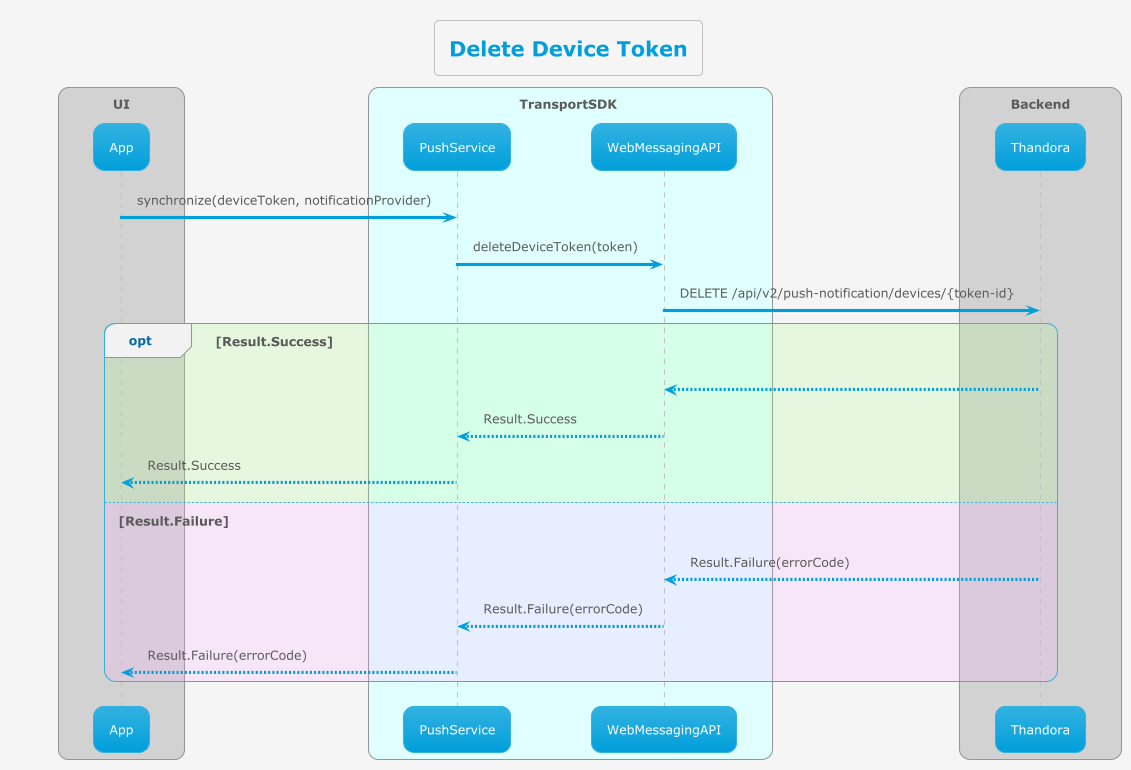 Delete Device Token
UI
TransportSDK
Backend
App
PushService
WebMessagingAPI
Thandora
synchronize(deviceToken, notificationProvider)
deleteDeviceToken(token)
DELETE /api/v2/push-notification/devices/{token-id}
opt
[Result.Success]
Result.Success
Result.Success
[Result.Failure]
Result.Failure(errorCode)
Result.Failure(errorCode)
Result.Failure(errorCode)
App
PushService
WebMessagingAPI
Thandora